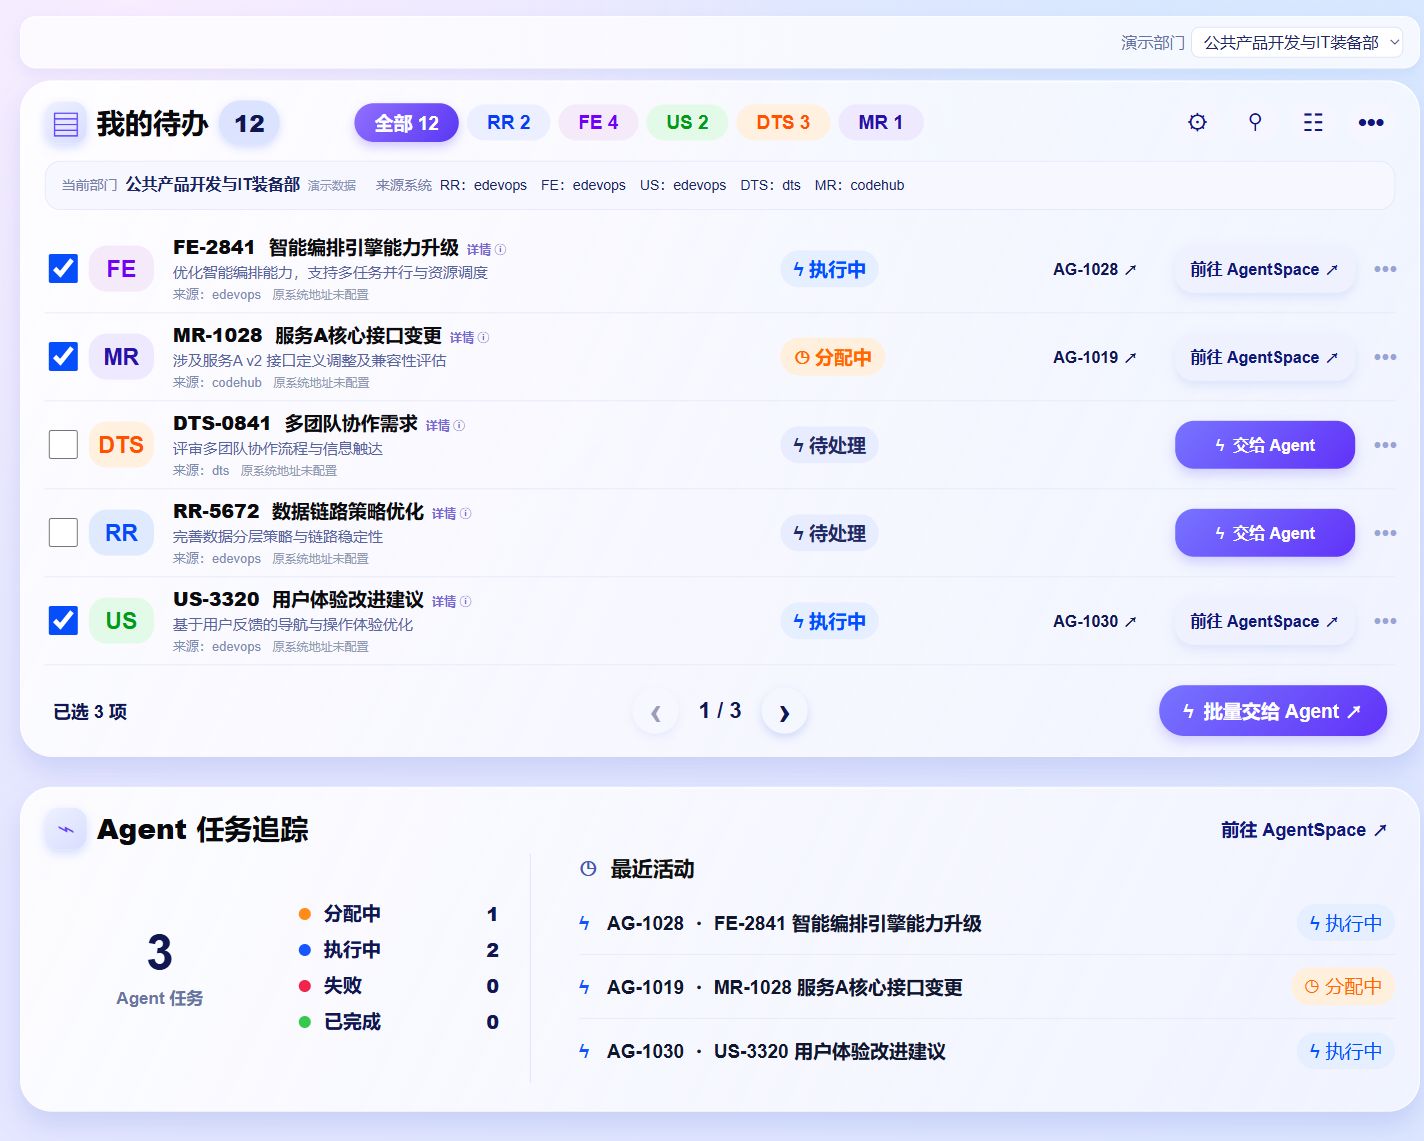 演示部门 公共产品开发与IT装备部
我的待办 12 全部 12 RR 2 FE 4 US 2 DTS 3 MR 1
当前部门 公共产品开发与IT装备部 演示数据 来源系统 RR：edevops FE：edevops US：edevops DTS：dts MR：codehub
FE-2841 智能编排引擎能力升级 详情
FE 优化智能编排能力，支持多任务并行与资源调度 执行中 AG-1028 ↗ 前往 AgentSpace ↗
来源：edevops 原系统地址未配置
MR-1028 服务A核心接口变更 详情
MR 涉及服务A v2 接口定义调整及兼容性评估 分配中 AG-1019 ↗ 前往 AgentSpace ↗
来源：codehub 原系统地址未配置
DTS-0841 多团队协作需求 详情
DTS 评审多团队协作流程与信息触达 待处理 交给 Agent
来源：dts 原系统地址未配置
RR-5672 数据链路策略优化 详情
RR 完善数据分层策略与链路稳定性 待处理 交给 Agent
来源：edevops 原系统地址未配置
US-3320 用户体验改进建议 详情
US 基于用户反馈的导航与操作体验优化 执行中 AG-1030 ↗ 前往 AgentSpace ↗
来源：edevops 原系统地址未配置
已选 3 项 ‹ 1 / 3 › 批量交给 Agent ↗
Agent 任务追踪 前往 AgentSpace ↗
3
Agent 任务
分配中 1
执行中 2
失败 0
已完成 0
最近活动
AG-1028 · FE-2841 智能编排引擎能力升级 执行中
AG-1019 · MR-1028 服务A核心接口变更 分配中
AG-1030 · US-3320 用户体验改进建议 执行中